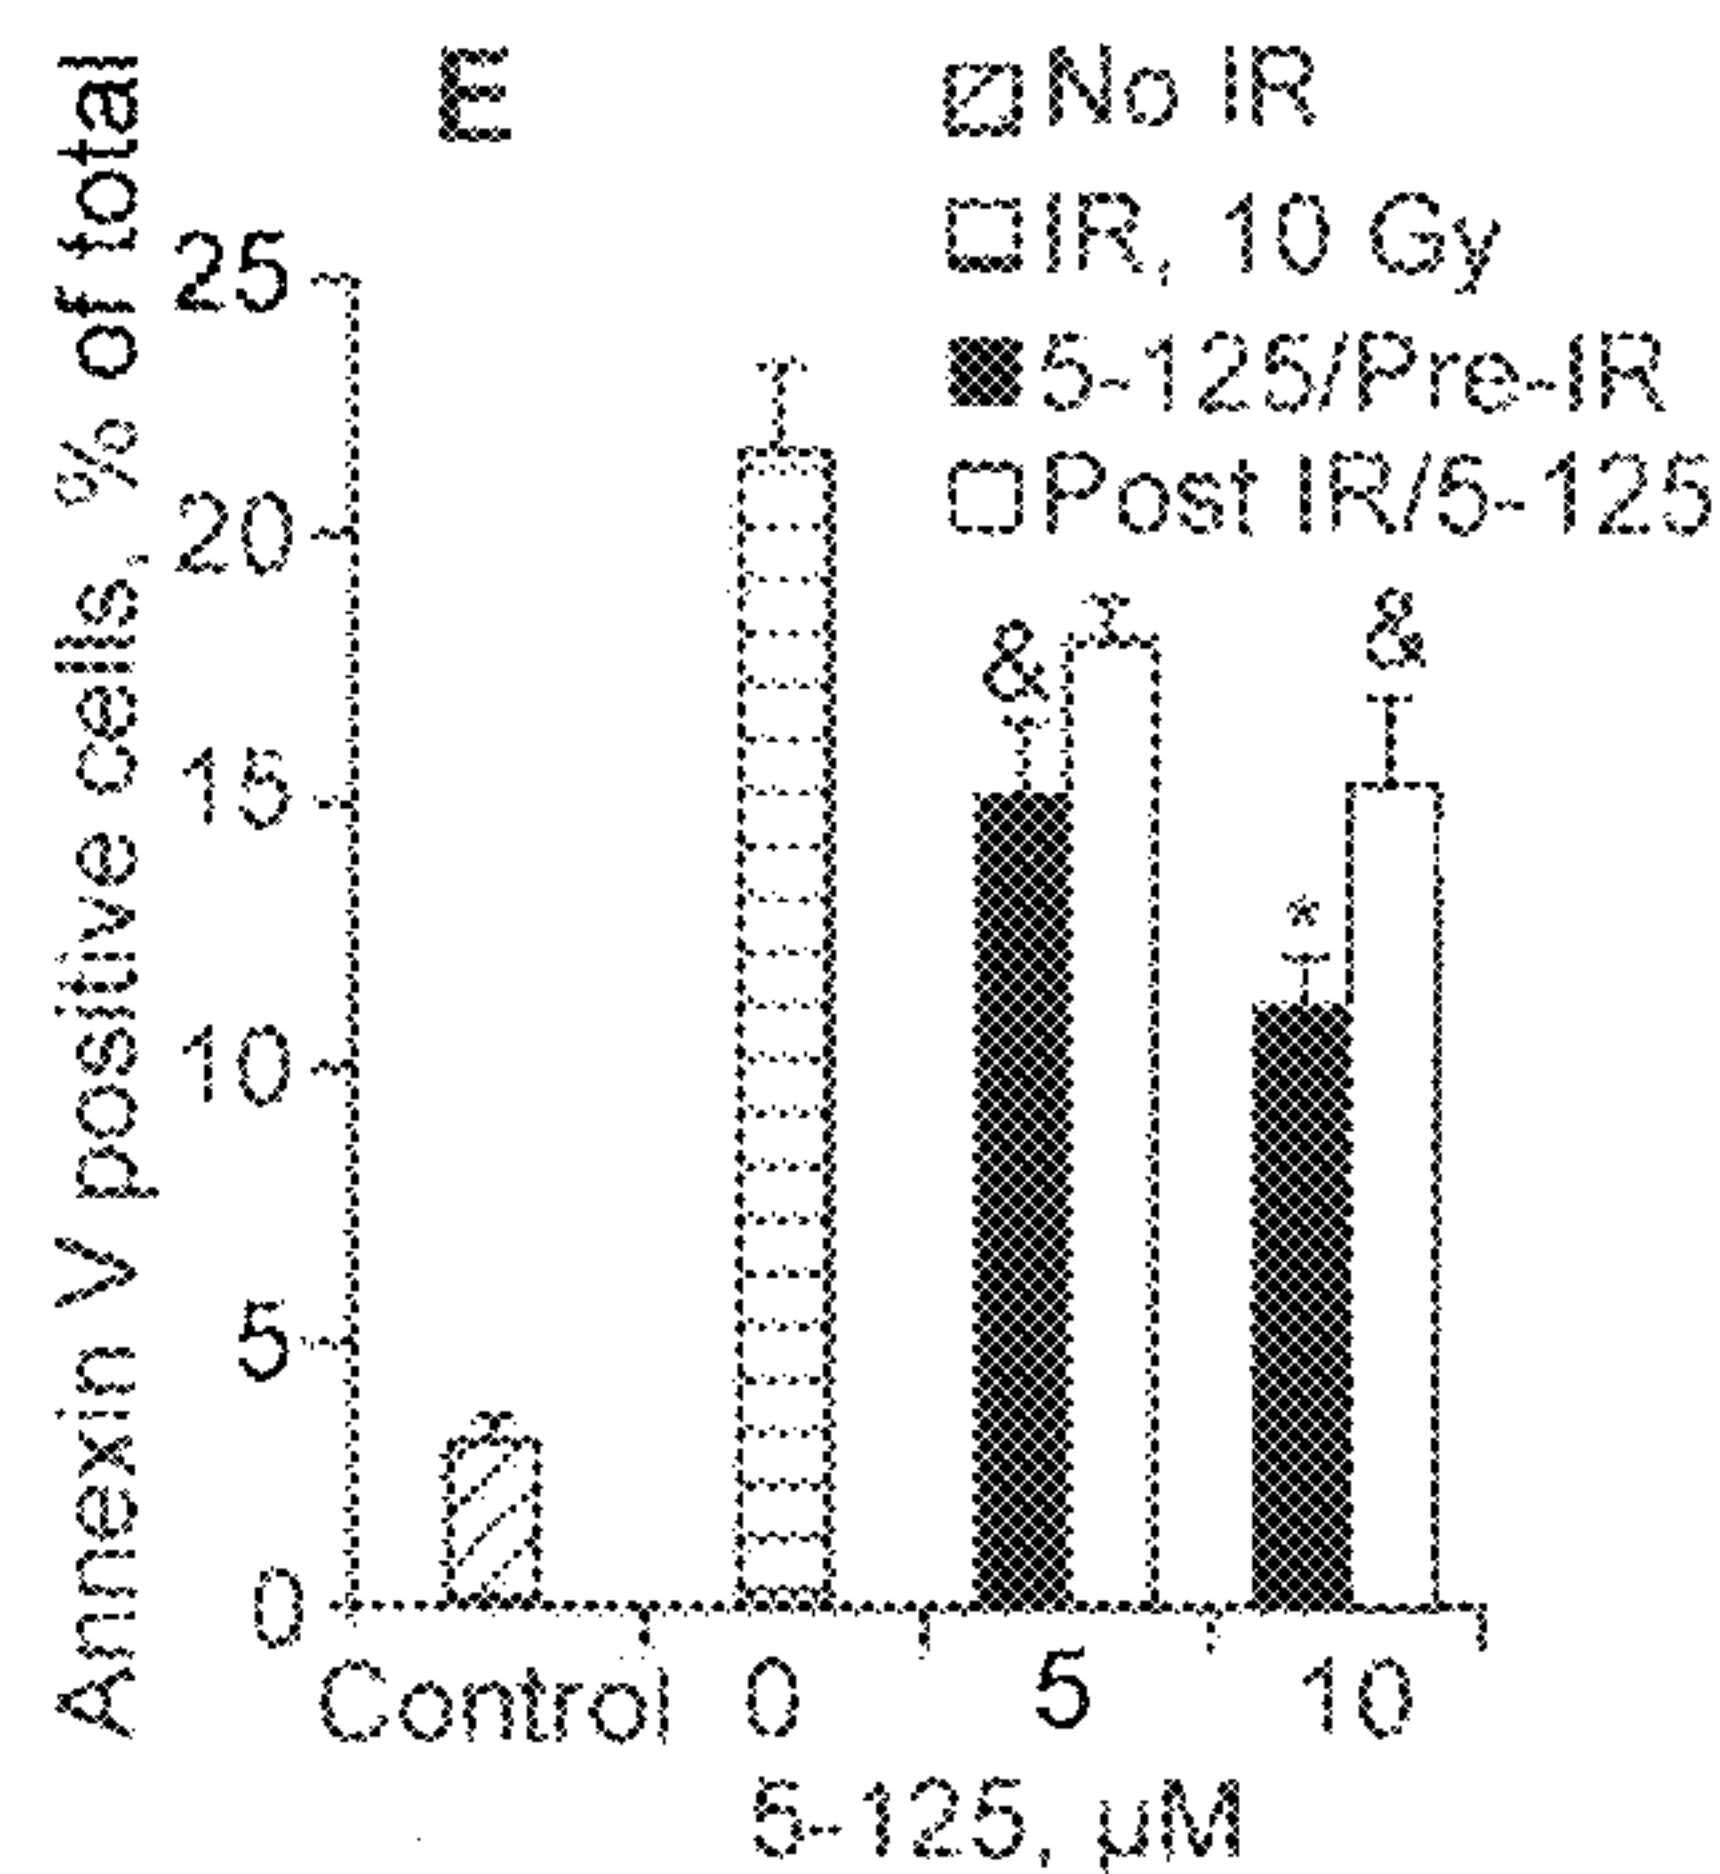 E
No IR
IR, 10 Gy
5-125/Pre-IR
Post IR/5-125
Annexin V positive cells, % of total
25
20
15
10
5
0
&
&
*
Control 0 5 10
5-125, µM